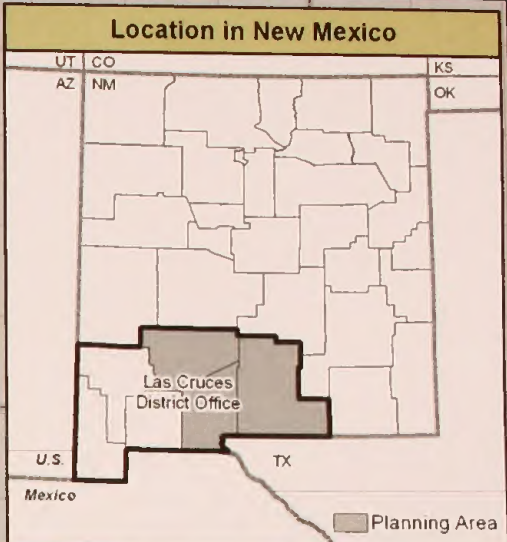 Location in New Mexico
UT CO KS
AZ NM OK
Las Cruces
District Office
U.S. TX
Mexico
Planning Area